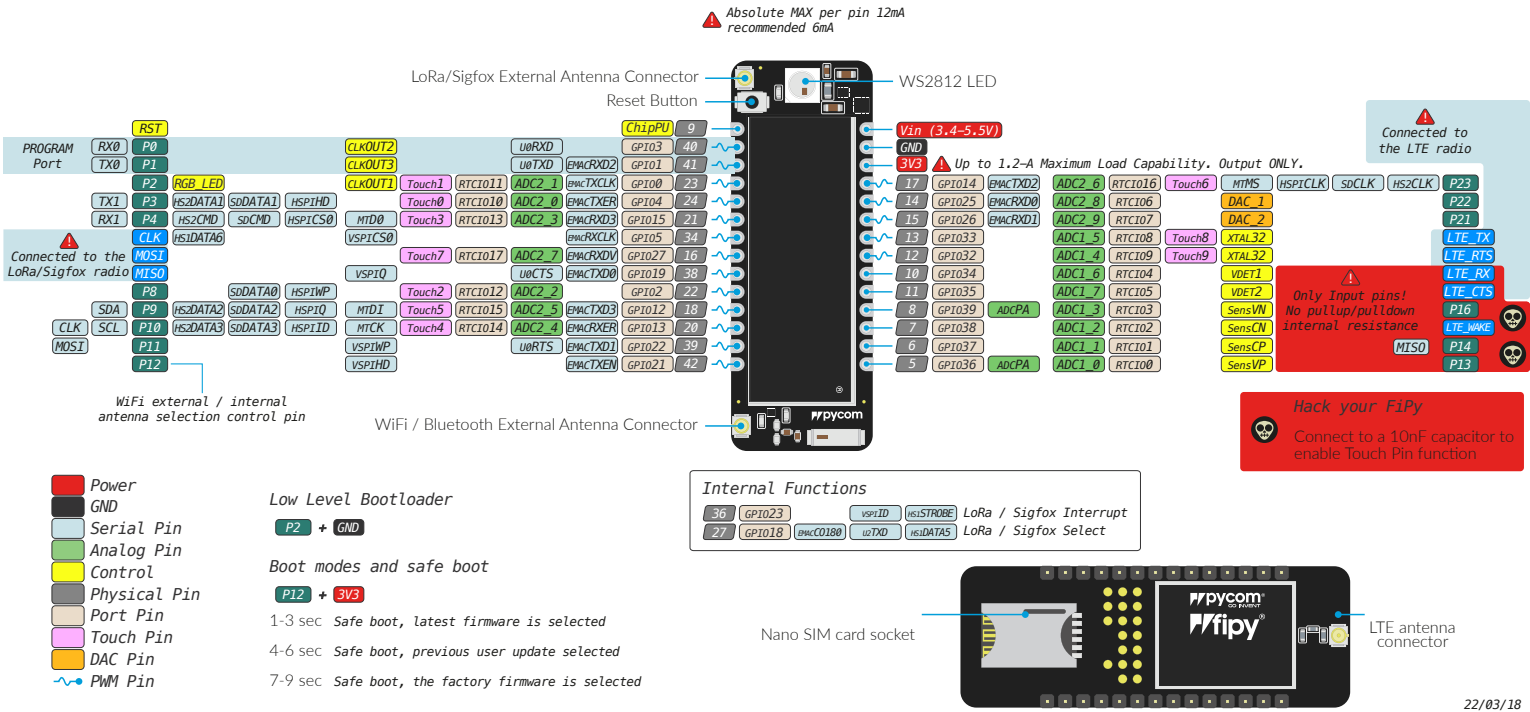 Absolute MAX per pin 12mA
recommended 6mA
LoRa/Sigfox External Antenna Connector
WS2812 LED
Reset Button
RST ChipPU 9
PROGRAM
Port
RX0 P0 CLKOUT2 U0RXD GPIO3 40
TX0 P1 CLKOUT3 U0TXD EMACRXD2 GPIO1 41
P2 RGB_LED CLKOUT1 Touch1 RTCIO11 ADC2_1 EMACTXCLK GPIO0 23
TX1 P3 HS2DATA1 SDDATA1 HSPIHD Touch0 RTCIO10 ADC2_0 EMACTXER GPIO4 24
RX1 P4 HS2CMD SDCMD HSPICS0 MTDO Touch3 RTCIO13 ADC2_3 EMACRXD3 GPIO15 21
CLK HS1DATA6 VSPICS0 EMACRXCLK GPIO5 34
Connected to the
LoRa/Sigfox radio
MOSI Touch7 RTCIO17 ADC2_7 EMACRXDV GPIO27 16
MISO VSPIQ U0CTS EMACTXD0 GPIO19 38
P8 SDDATA0 HSPIWP Touch2 RTCIO12 ADC2_2 GPIO2 22
SDA P9 HS2DATA2 SDDATA2 HSPIQ MTDI Touch5 RTCIO15 ADC2_5 EMACTXD3 GPIO12 18
CLK SCL P10 HS2DATA3 SDDATA3 HSPIID MTCK Touch4 RTCIO14 ADC2_4 EMACRXER GPIO13 20
MOSI P11 VSPIWP U0RTS EMACTXD1 GPIO22 39
P12 VSPIHD EMACTXEN GPIO21 42
WiFi external / internal
antenna selection control pin
WiFi / Bluetooth External Antenna Connector
pycom
Vin (3.4–5.5V)
GND
3V3 Up to 1.2–A Maximum Load Capability. Output ONLY.
Connected to
the LTE radio
17 GPIO14 EMACTXD2 ADC2_6 RTCIO16 Touch6 MTMS HSPICLK SDCLK HS2CLK P23
14 GPIO25 EMACRXD0 ADC2_8 RTCIO6 DAC_1 P22
15 GPIO26 EMACRXD1 ADC2_9 RTCIO7 DAC_2 P21
13 GPIO33 ADC1_5 RTCIO8 Touch8 XTAL32 LTE_TX
12 GPIO32 ADC1_4 RTCIO9 Touch9 XTAL32 LTE_RTS
10 GPIO34 ADC1_6 RTCIO4 VDET1 LTE_RX
11 GPIO35 ADC1_7 RTCIO5 VDET2 LTE_CTS
8 GPIO39 ADCPA ADC1_3 RTCIO3 SensVN P16
7 GPIO38 ADC1_2 RTCIO2 SensCN LTE_WAKE
6 GPIO37 ADC1_1 RTCIO1 SensCP MISO P14
5 GPIO36 ADCPA ADC1_0 RTCIO0 SensVP P13
Only Input pins!
No pullup/pulldown
internal resistance
Hack your FiPy
Connect to a 10nF capacitor to
enable Touch Pin function
Power
GND
Serial Pin
Analog Pin
Control
Physical Pin
Port Pin
Touch Pin
DAC Pin
PWM Pin
Low Level Bootloader
P2 + GND
Boot modes and safe boot
P12 + 3V3
1-3 sec Safe boot, latest firmware is selected
4-6 sec Safe boot, previous user update selected
7-9 sec Safe boot, the factory firmware is selected
Internal Functions
36 GPIO23 VSPIID HS1STROBE LoRa / Sigfox Interrupt
27 GPIO18 EMACCO180 U2TXD HS1DATA5 LoRa / Sigfox Select
Nano SIM card socket
pycom®
GO INVENT
fipy®
LTE antenna
connector
22/03/18